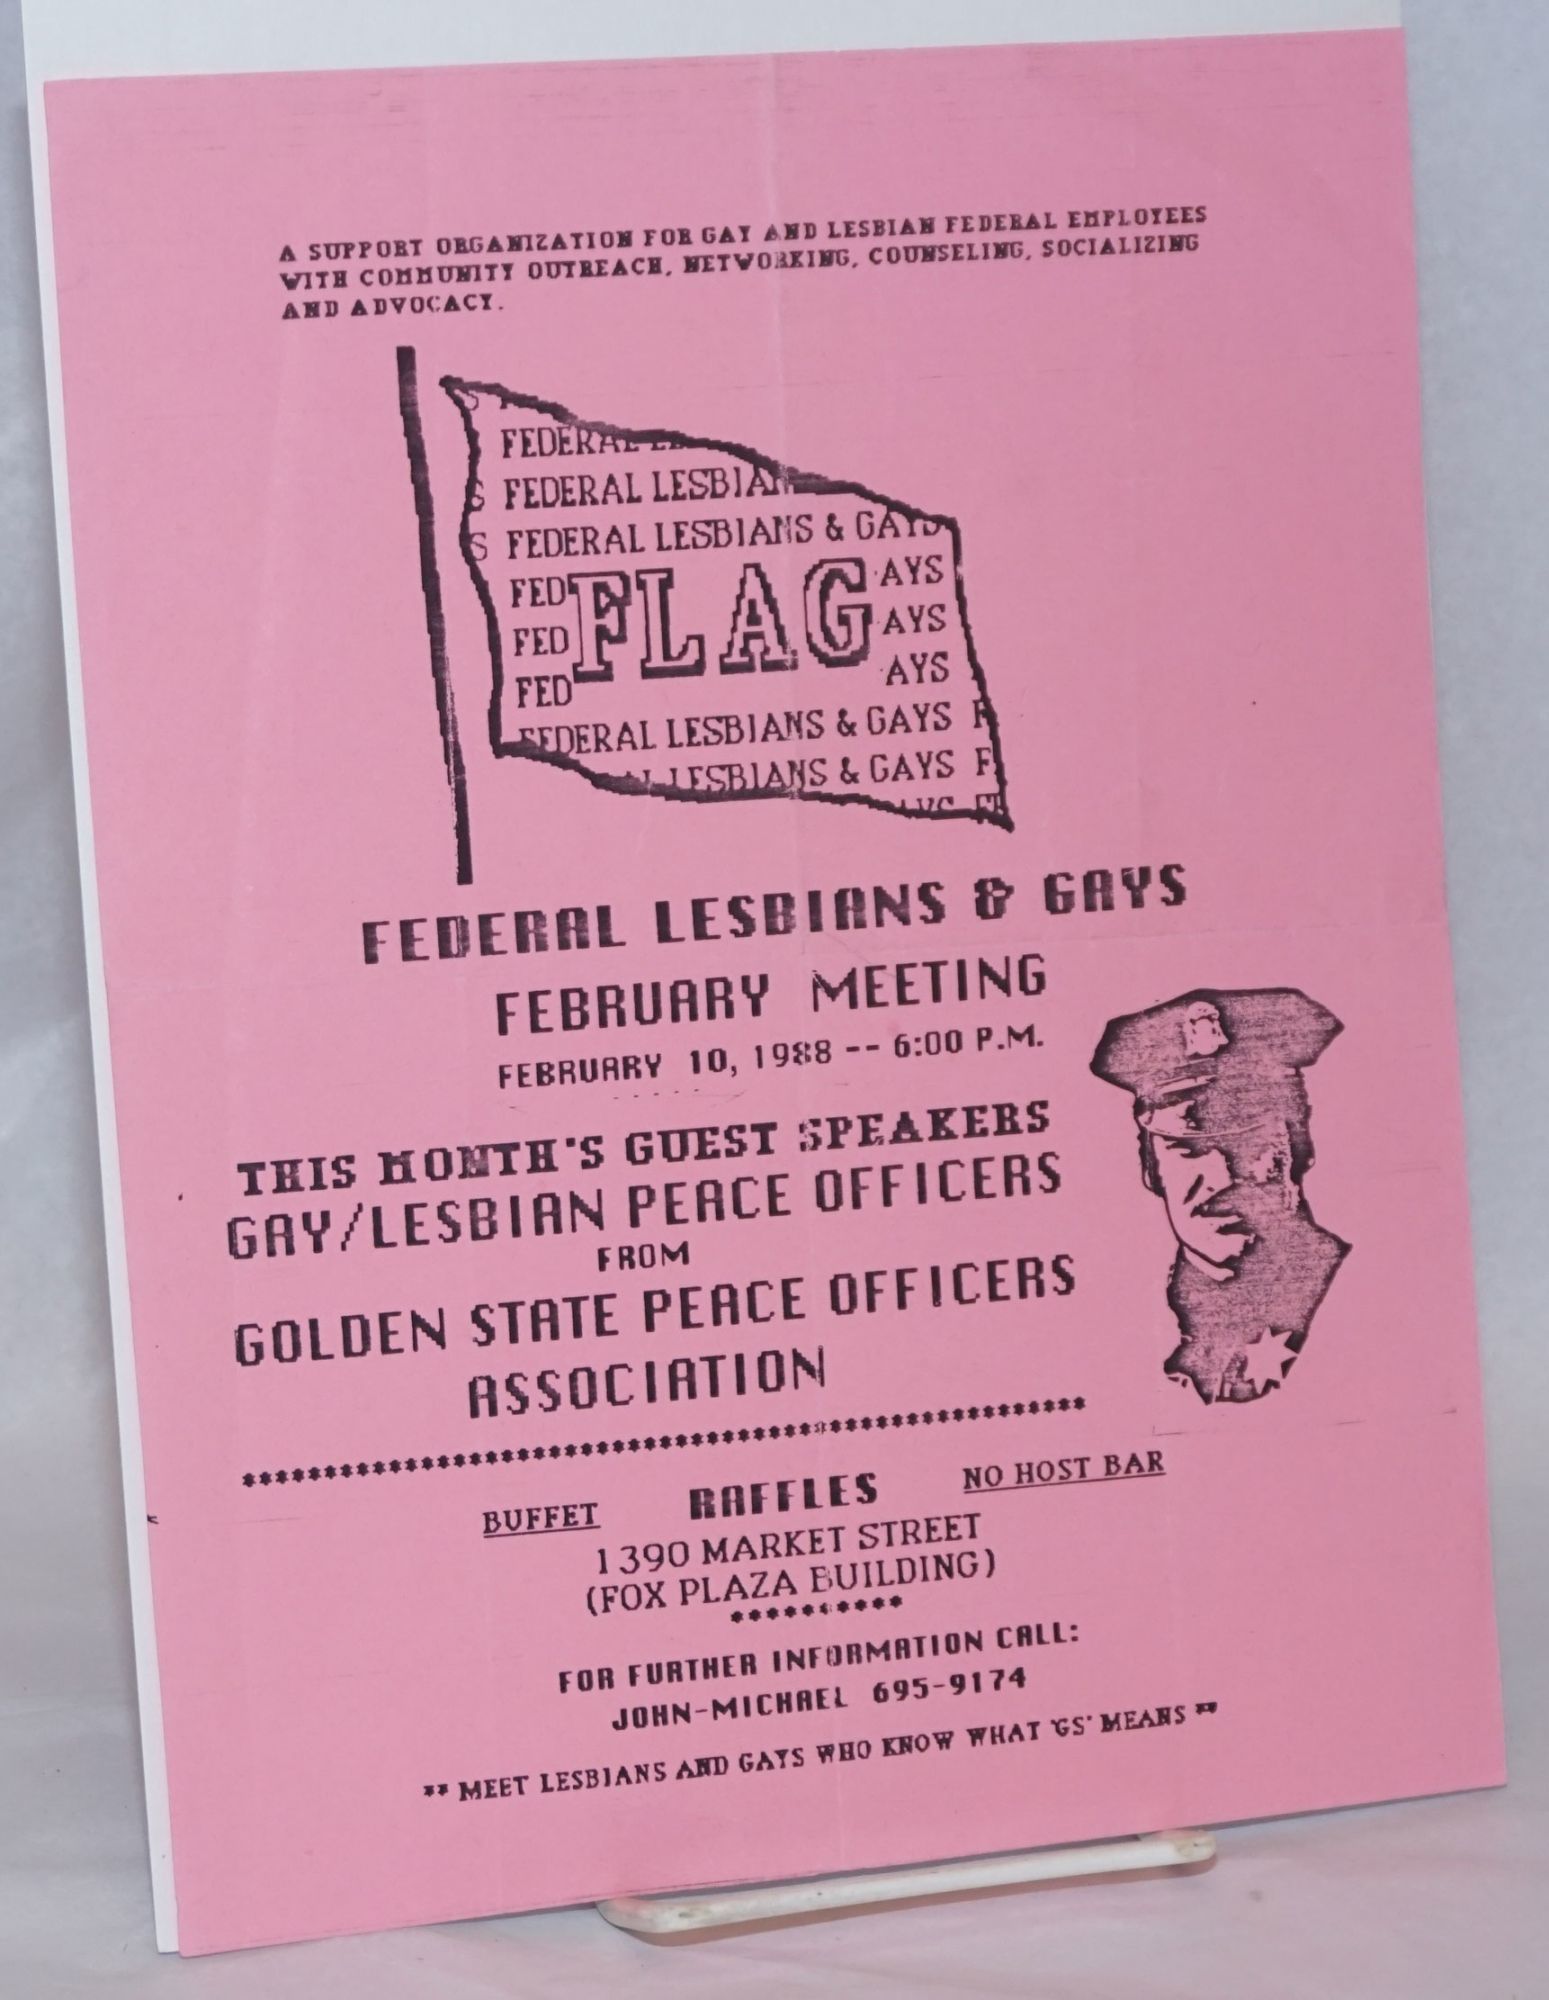 A SUPPORT ORGANIZATION FOR GAY AND LESBIAN FEDERAL EMPLOYEES
WITH COMMUNITY OUTREACH, NETWORKING, COUNSELING, SOCIALIZING
AND ADVOCACY.
S
FEDERAL
S FEDERAL LESBIAN
S FEDERAL LESBIANS & GAYS
FED AYS
FLAG
FED AYS
FED AYS
FEDERAL LESBIANS & GAYS F
LESBIANS & GAYS F
FEDERAL LESBIANS & GAYS
FEBRUARY MEETING
FEBRUARY 10, 1988 -- 6:00 P.M.
THIS MONTH'S GUEST SPEAKERS
GAY/LESBIAN PEACE OFFICERS
FROM
GOLDEN STATE PEACE OFFICERS
ASSOCIATION
****************************************************
BUFFET RAFFLES NO HOST BAR
1390 MARKET STREET
(FOX PLAZA BUILDING)
**********
FOR FURTHER INFORMATION CALL:
JOHN-MICHAEL 695-9174
** MEET LESBIANS AND GAYS WHO KNOW WHAT 'GS' MEANS **